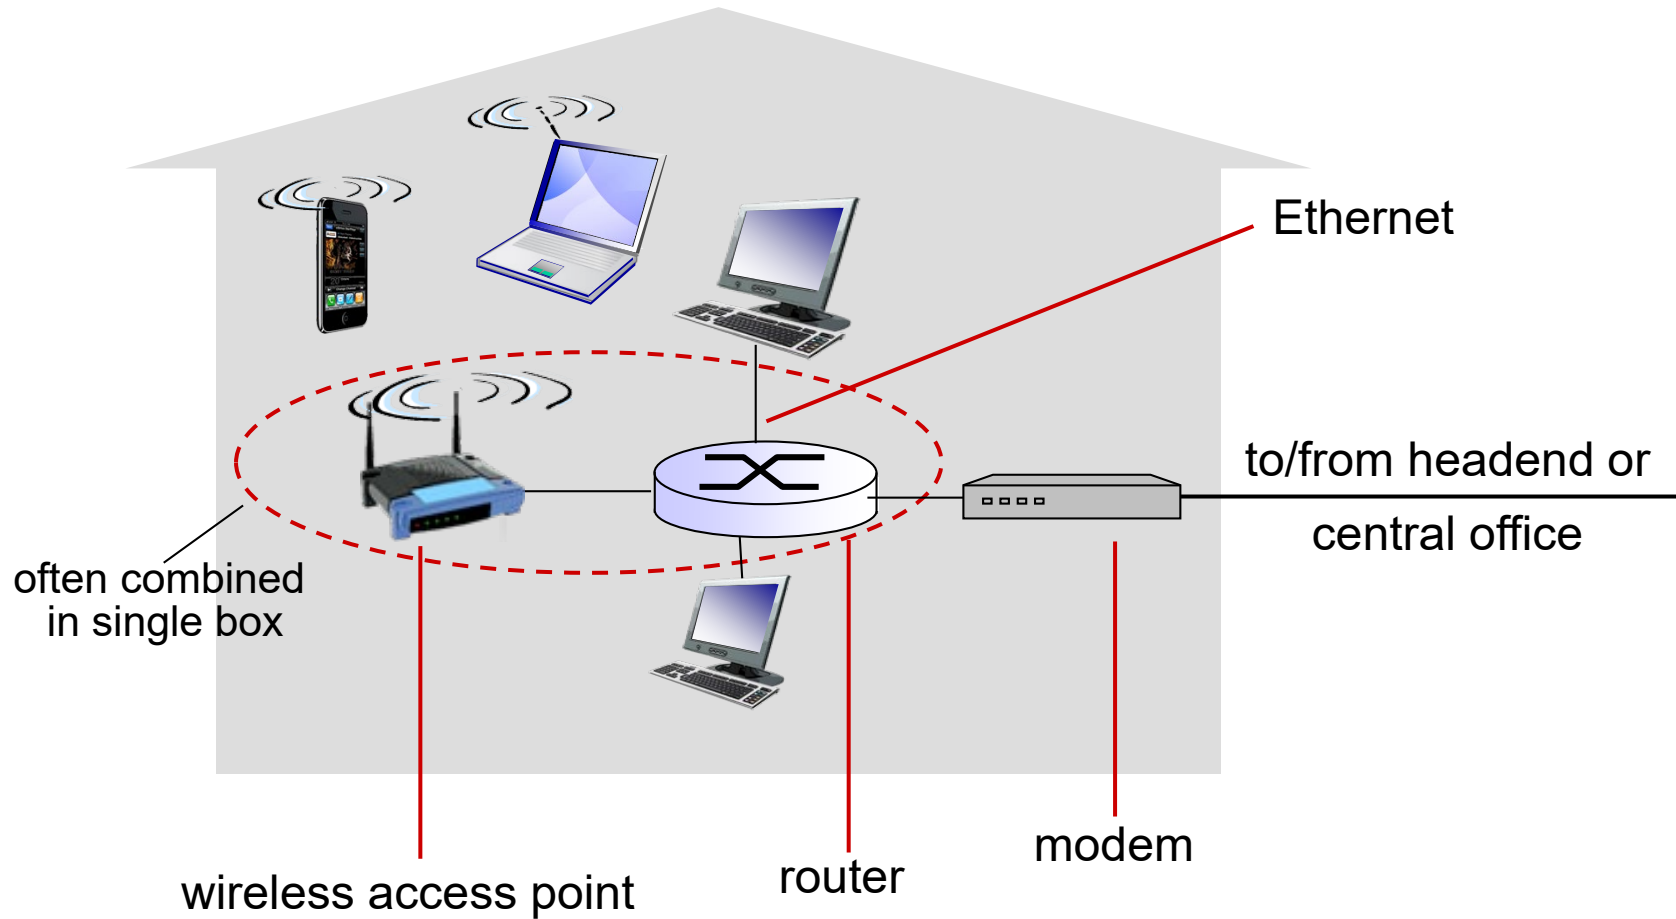 Ethernet
to/from headend or
central office
often combined
in single box
wireless access point
router
modem